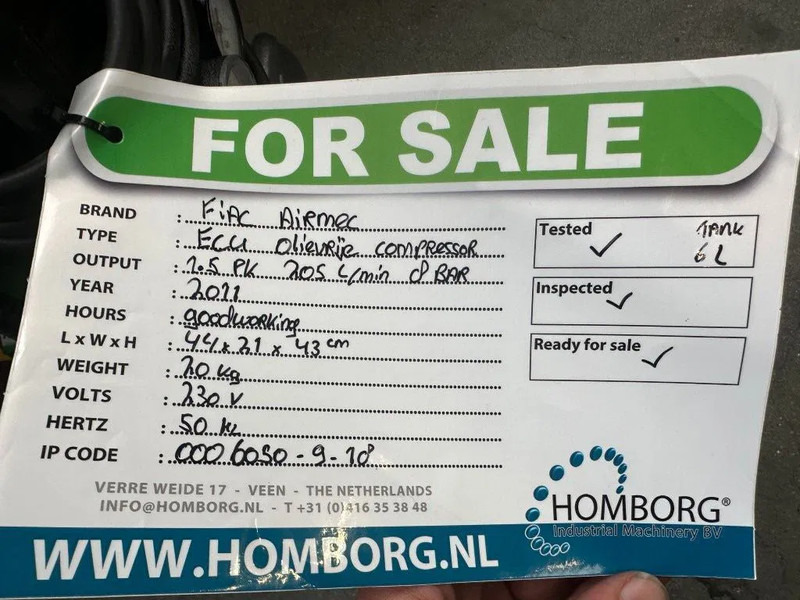 FOR SALE
BRAND : FIAC AIRMEC
TYPE : ECU Olievrije compressor
OUTPUT : 1.5 PK 205 L/min 8 BAR
YEAR : 2011
HOURS : goodworking
L x W x H : 44 x 21 x 43 cm
WEIGHT : 20 kg
VOLTS : 230 V
HERTZ : 50 hz
IP CODE : 0006050-9-18
Tested ✓ TANK
6 L
Inspected ✓
Ready for sale ✓
VERRE WEIDE 17 - VEEN - THE NETHERLANDS
INFO@HOMBORG.NL - T +31 (0)416 35 38 48
HOMBORG®
Industrial Machinery BV
WWW.HOMBORG.NL